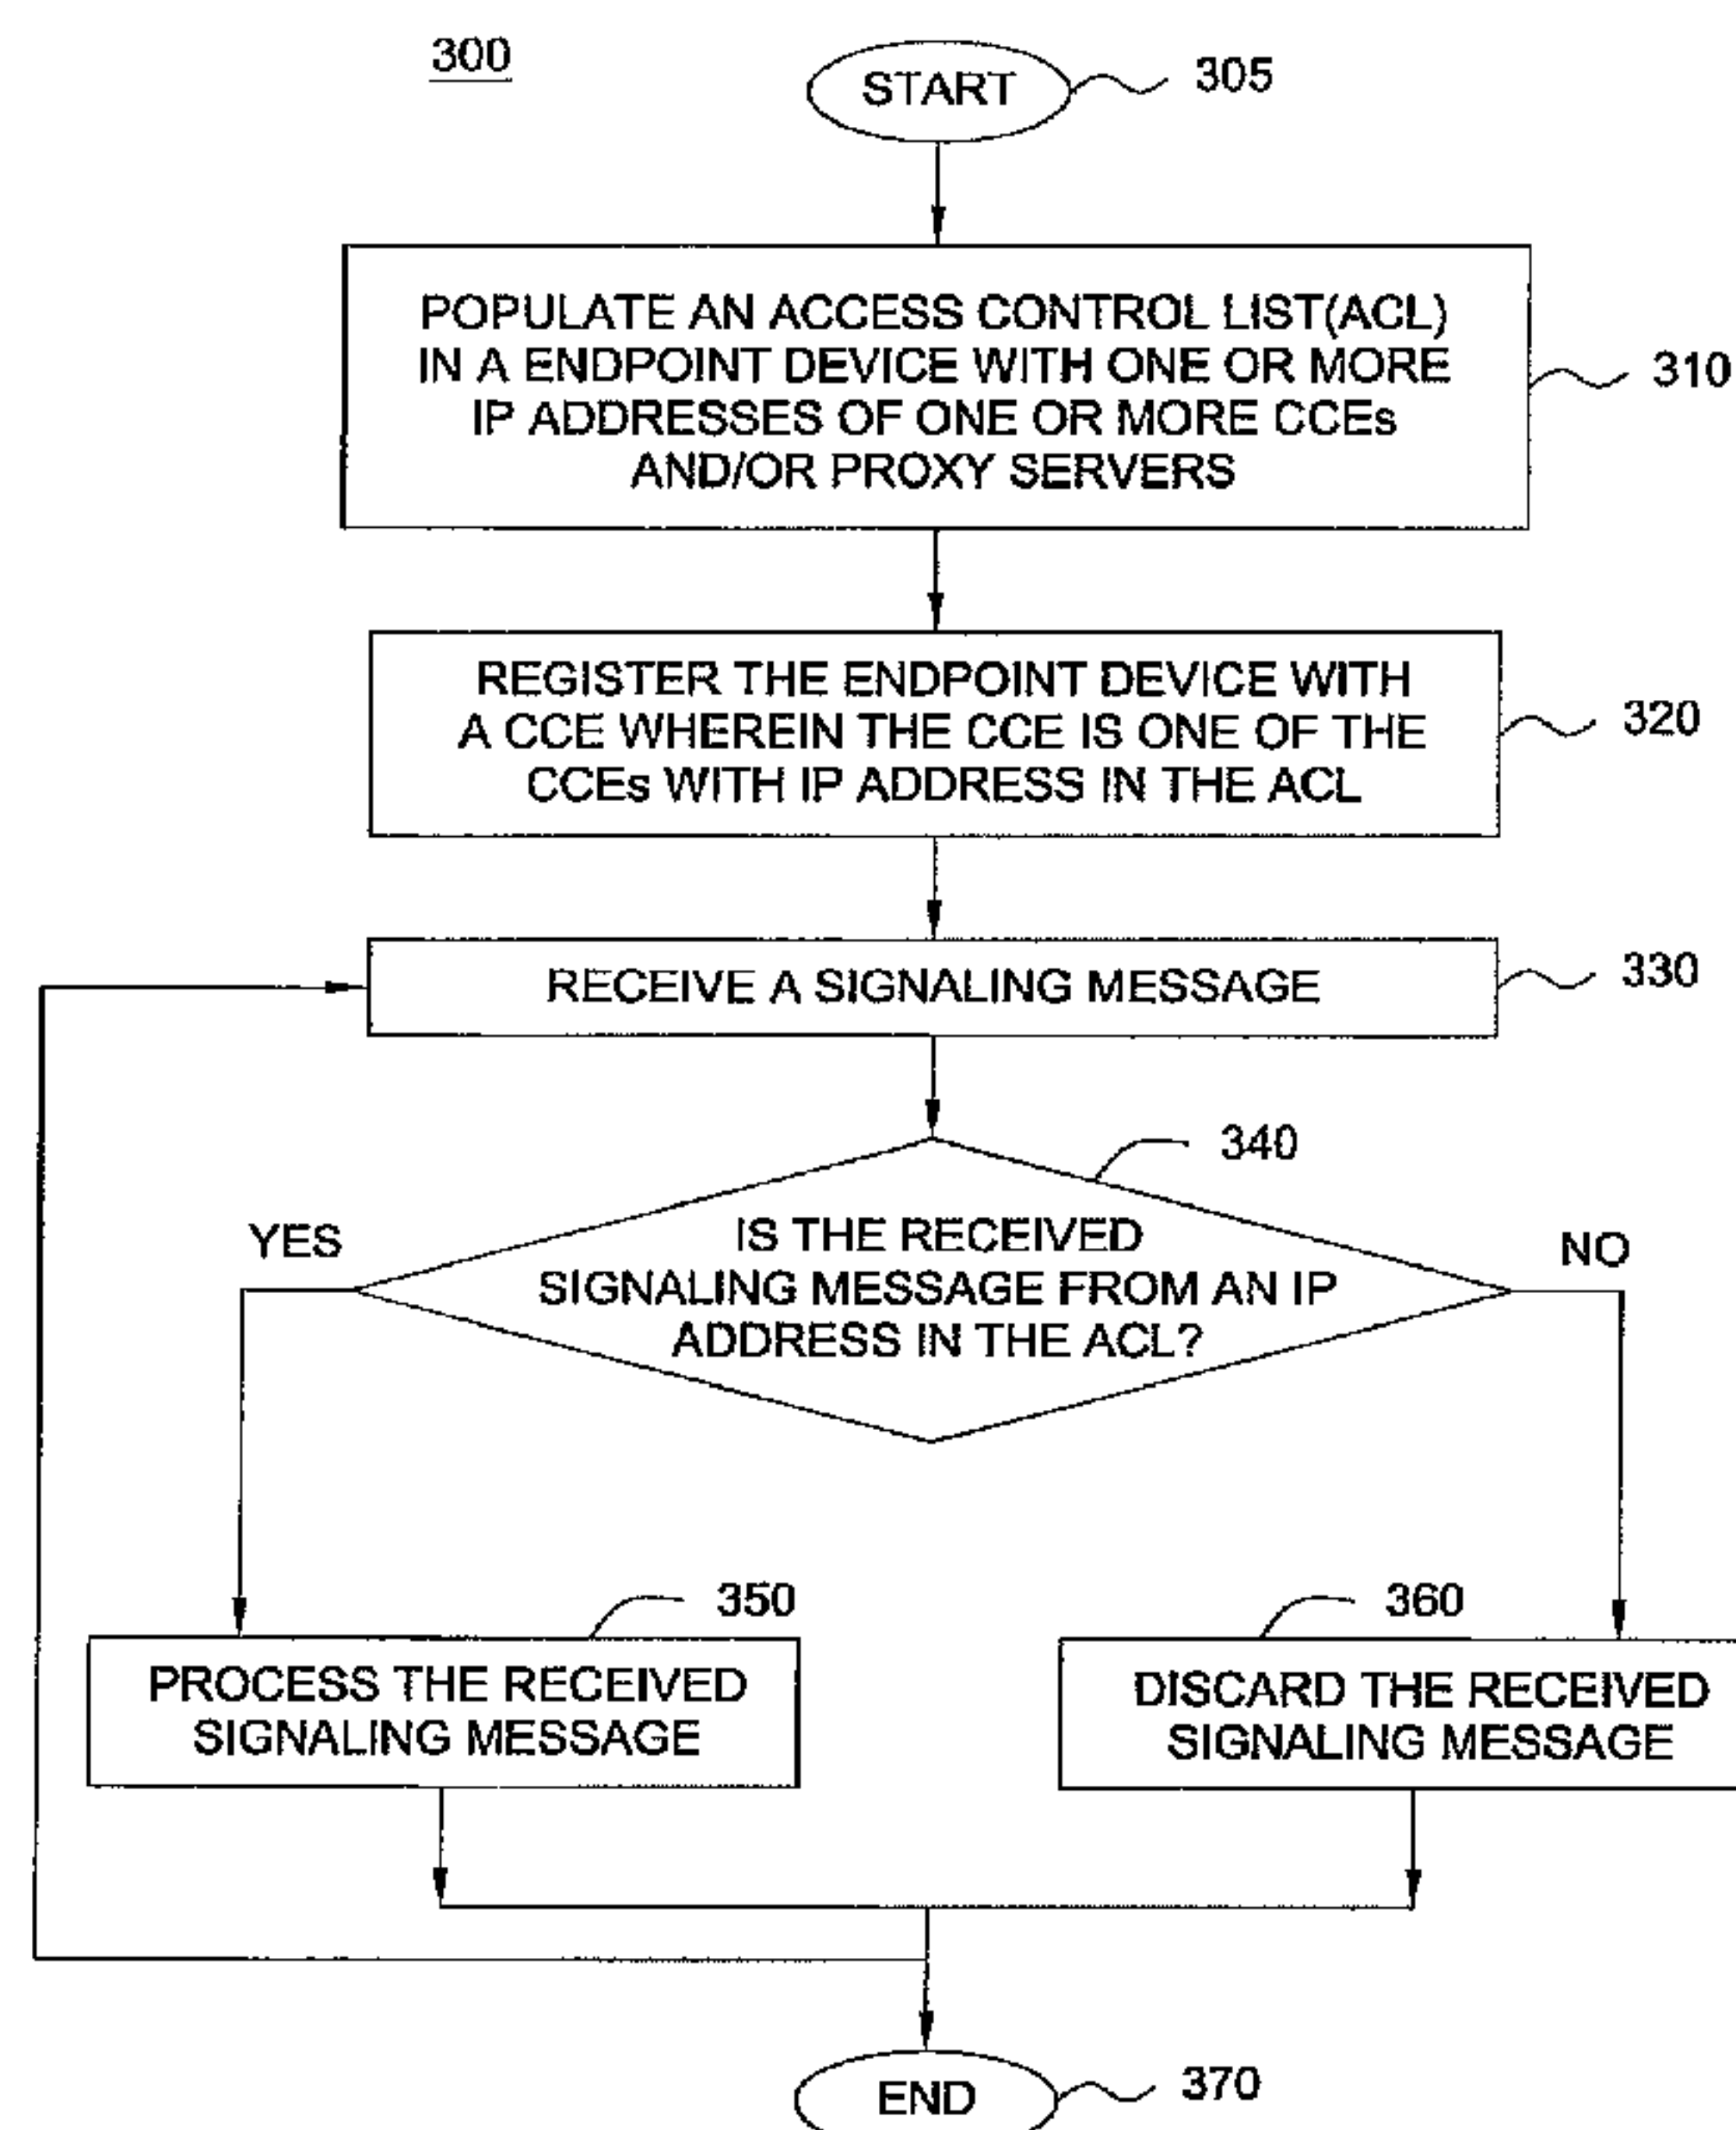 300
START
305
POPULATE AN ACCESS CONTROL LIST(ACL)
IN A ENDPOINT DEVICE WITH ONE OR MORE
IP ADDRESSES OF ONE OR MORE CCEs
AND/OR PROXY SERVERS
310
REGISTER THE ENDPOINT DEVICE WITH
A CCE WHEREIN THE CCE IS ONE OF THE
CCEs WITH IP ADDRESS IN THE ACL
320
RECEIVE A SIGNALING MESSAGE
330
340
YES
IS THE RECEIVED
SIGNALING MESSAGE FROM AN IP
ADDRESS IN THE ACL?
NO
350
PROCESS THE RECEIVED
SIGNALING MESSAGE
360
DISCARD THE RECEIVED
SIGNALING MESSAGE
END
370